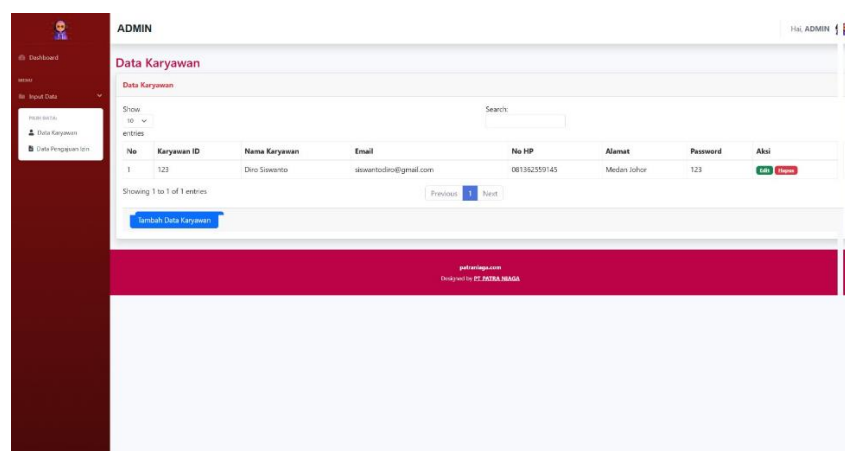 ADMIN
Hai, ADMIN
Dashboard
MENU
Input Data
Data Karyawan
Data Pengajuan Izin
Data Karyawan
Data Karyawan
Show
10
entries
Search:
No Karyawan ID Nama Karyawan Email No HP Alamat Password Aksi
1 123 Diro Siswanto siswantodiro@gmail.com 081362559145 Medan Johor 123 Edit Hapus
Showing 1 to 1 of 1 entries
Previous 1 Next
Tambah Data Karyawan
patraniaga.com
Designed by PT PATRA NIAGA